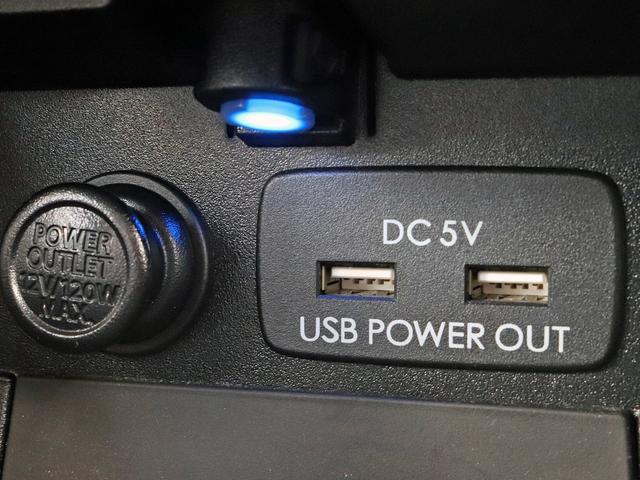 POWER
OUTLET
12V/120W
MAX.
DC 5V
USB POWER OUT